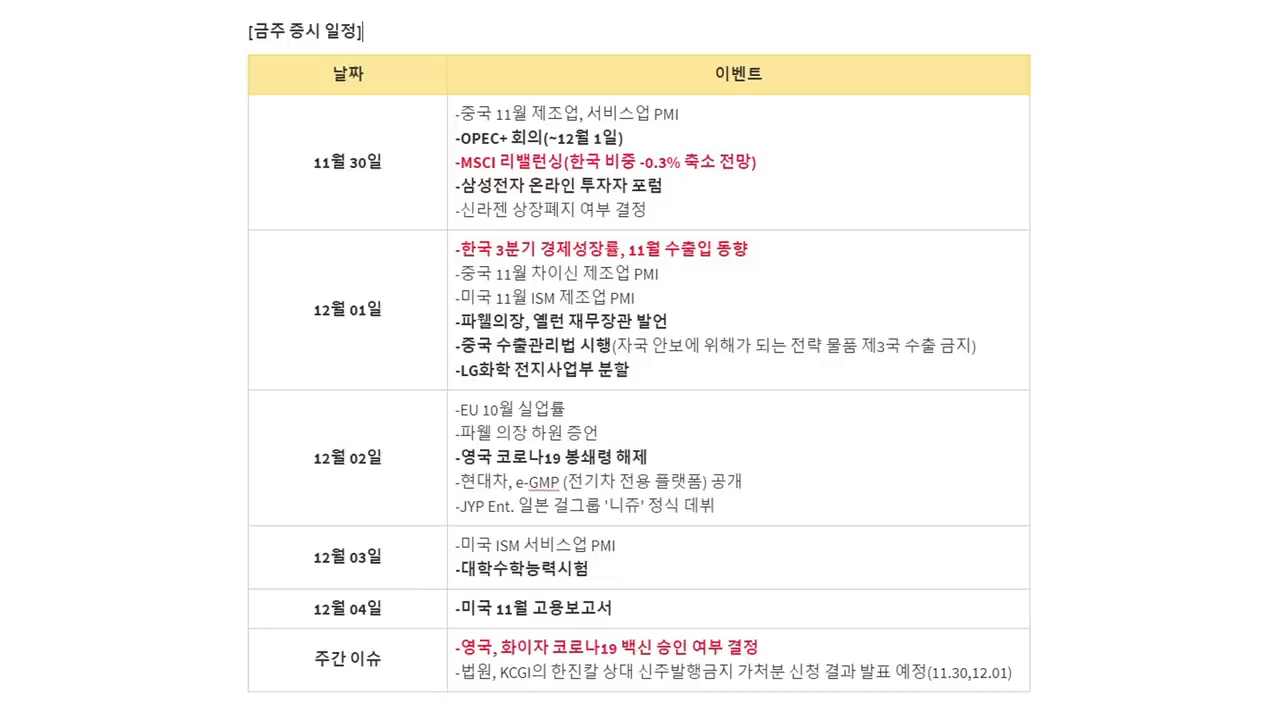 [금주 증시 일정]
날짜 이벤트
11월 30일
-중국 11월 제조업, 서비스업 PMI
-OPEC+ 회의(~12월 1일)
-MSCI 리밸런싱(한국 비중 -0.3% 축소 전망)
-삼성전자 온라인 투자자 포럼
-신라젠 상장폐지 여부 결정
12월 01일
-한국 3분기 경제성장률, 11월 수출입 동향
-중국 11월 차이신 제조업 PMI
-미국 11월 ISM 제조업 PMI
-파웰의장, 옐런 재무장관 발언
-중국 수출관리법 시행(자국 안보에 위해가 되는 전략 물품 제3국 수출 금지)
-LG화학 전지사업부 분할
12월 02일
-EU 10월 실업률
-파웰 의장 하원 증언
-영국 코로나19 봉쇄령 해제
-현대차, e-GMP (전기차 전용 플랫폼) 공개
-JYP Ent. 일본 걸그룹 '니쥬' 정식 데뷔
12월 03일
-미국 ISM 서비스업 PMI
-대학수학능력시험
12월 04일
-미국 11월 고용보고서
주간 이슈
-영국, 화이자 코로나19 백신 승인 여부 결정
-법원, KCGI의 한진칼 상대 신주발행금지 가처분 신청 결과 발표 예정(11.30,12.01)